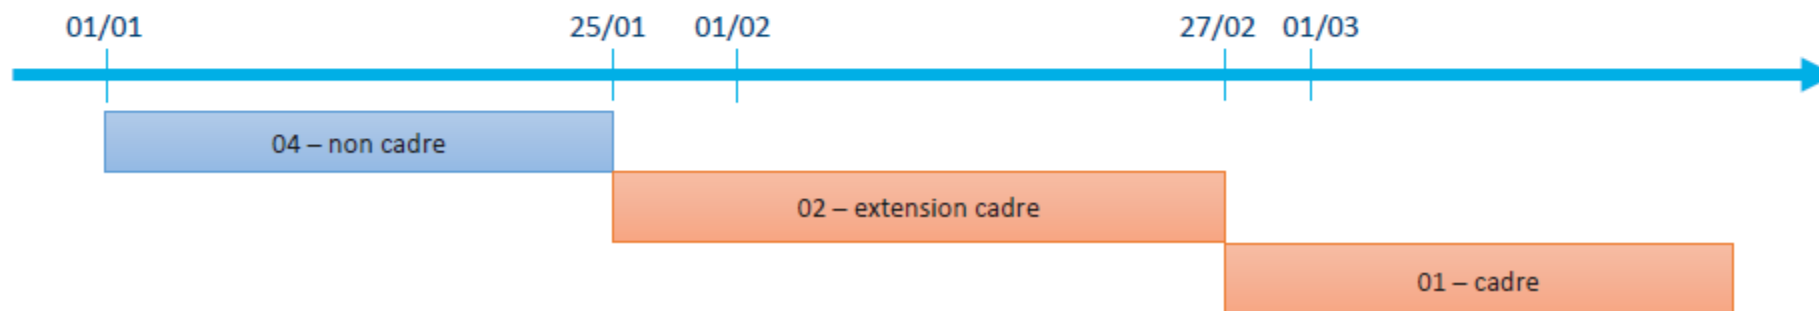 01/01 25/01 01/02 27/02 01/03
04 – non cadre
02 – extension cadre
01 – cadre